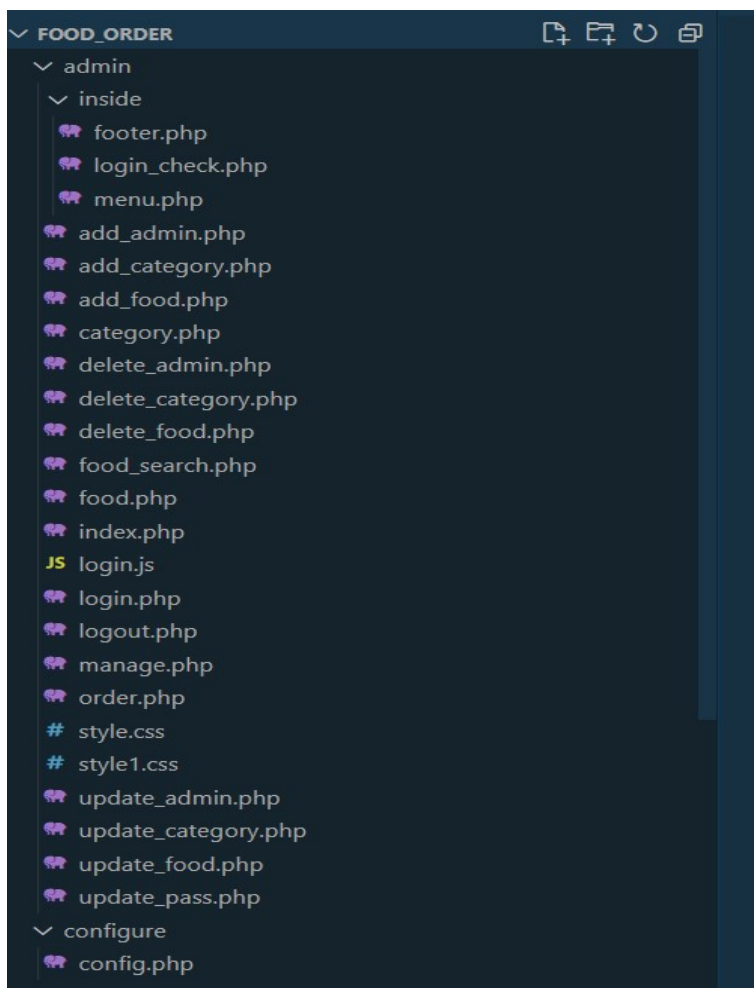 FOOD_ORDER
admin
inside
footer.php
login_check.php
menu.php
add_admin.php
add_category.php
add_food.php
category.php
delete_admin.php
delete_category.php
delete_food.php
food_search.php
food.php
index.php
JS login.js
login.php
logout.php
manage.php
order.php
# style.css
# style1.css
update_admin.php
update_category.php
update_food.php
update_pass.php
configure
config.php